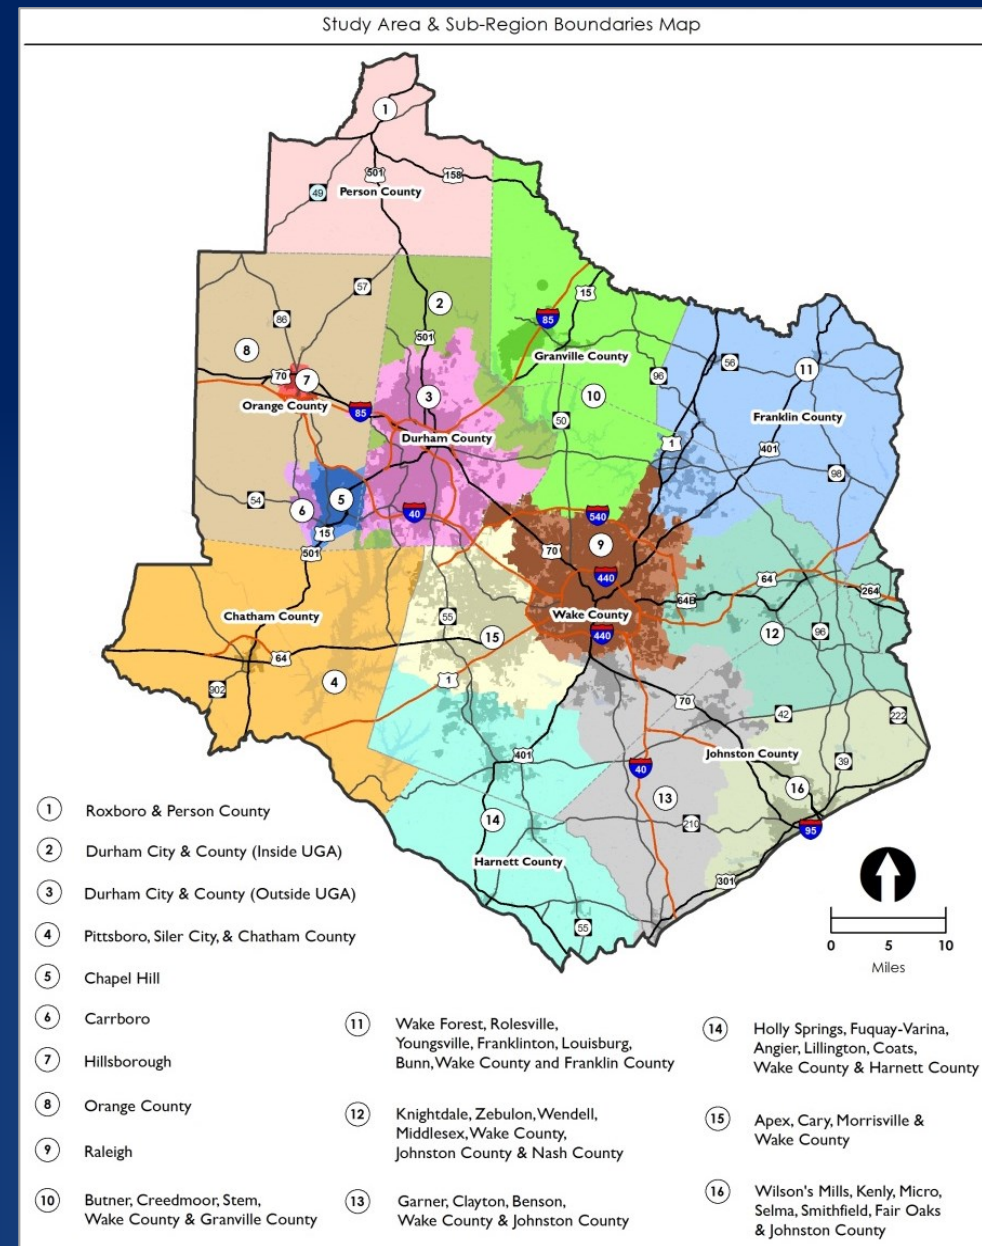 Study Area & Sub-Region Boundaries Map
1
501
158
49
Person County
57
2
15
86
85
501
8
Granville County
56
11
70
7
96
3
10
Orange County
85
Franklin County
50
Durham County
1
401
98
54
5
6
40
540
15
501
70
9
440
64
264
64B
Chatham County
55
Wake County
440
12
96
15
64
1
4
902
70
42
222
401
Johnston County
40
39
13
16
14
210
95
Harnett County
301
55
0 5 10
Miles
1 Roxboro & Person County
2 Durham City & County (Inside UGA)
3 Durham City & County (Outside UGA)
4 Pittsboro, Siler City, & Chatham County
5 Chapel Hill
6 Carrboro
7 Hillsborough
8 Orange County
9 Raleigh
10 Butner, Creedmoor, Stem,
Wake County & Granville County
11 Wake Forest, Rolesville,
Youngsville, Franklinton, Louisburg,
Bunn, Wake County and Franklin County
12 Knightdale, Zebulon, Wendell,
Middlesex, Wake County,
Johnston County & Nash County
13 Garner, Clayton, Benson,
Wake County & Johnston County
14 Holly Springs, Fuquay-Varina,
Angier, Lillington, Coats,
Wake County & Harnett County
15 Apex, Cary, Morrisville &
Wake County
16 Wilson's Mills, Kenly, Micro,
Selma, Smithfield, Fair Oaks
& Johnston County